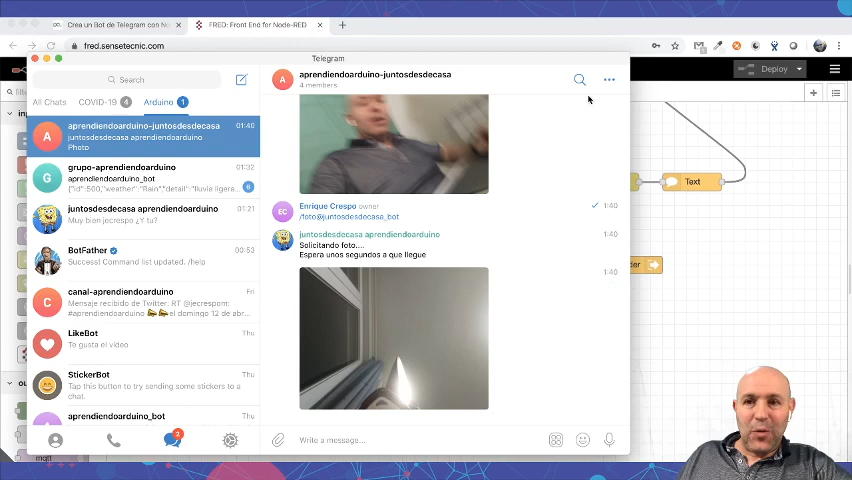 Crea un Bot de Telegram con No
FRED: Front End for Node-RED
fred.sensetecnic.com
Telegram
Deploy
Search
All Chats
COVID-19 4
Arduino 1
aprendiendoarduino-juntosdesdecasa 01:40
juntosdesdecasa aprendiendoarduino
Photo
grupo-aprendiendoarduino 01:32
aprendiendoarduino_bot
{"id":500,"weather":"Rain","detail":"lluvia ligera... 6
juntosdesdecasa aprendiendoarduino 01:21
Muy bien jecrespo ¿Y tu?
BotFather 00:53
Success! Command list updated. /help
canal-aprendiendoarduino Fri
Mensaje recibido de Twitter: RT @jecrespom:
#aprendiendoarduino el domingo 12 de abr...
LikeBot Thu
Te gusta el video
StickerBot Thu
Tap this button to try sending some stickers to a
chat.
aprendiendoarduino_bot Thu
2
aprendiendoarduino-juntosdesdecasa
4 members
Enrique Crespo owner 1:40
/foto@juntosdesdecasa_bot
juntosdesdecasa aprendiendoarduino 1:40
Solicitando foto....
Espera unos segundos a que llegue
1:40
Write a message...
Text